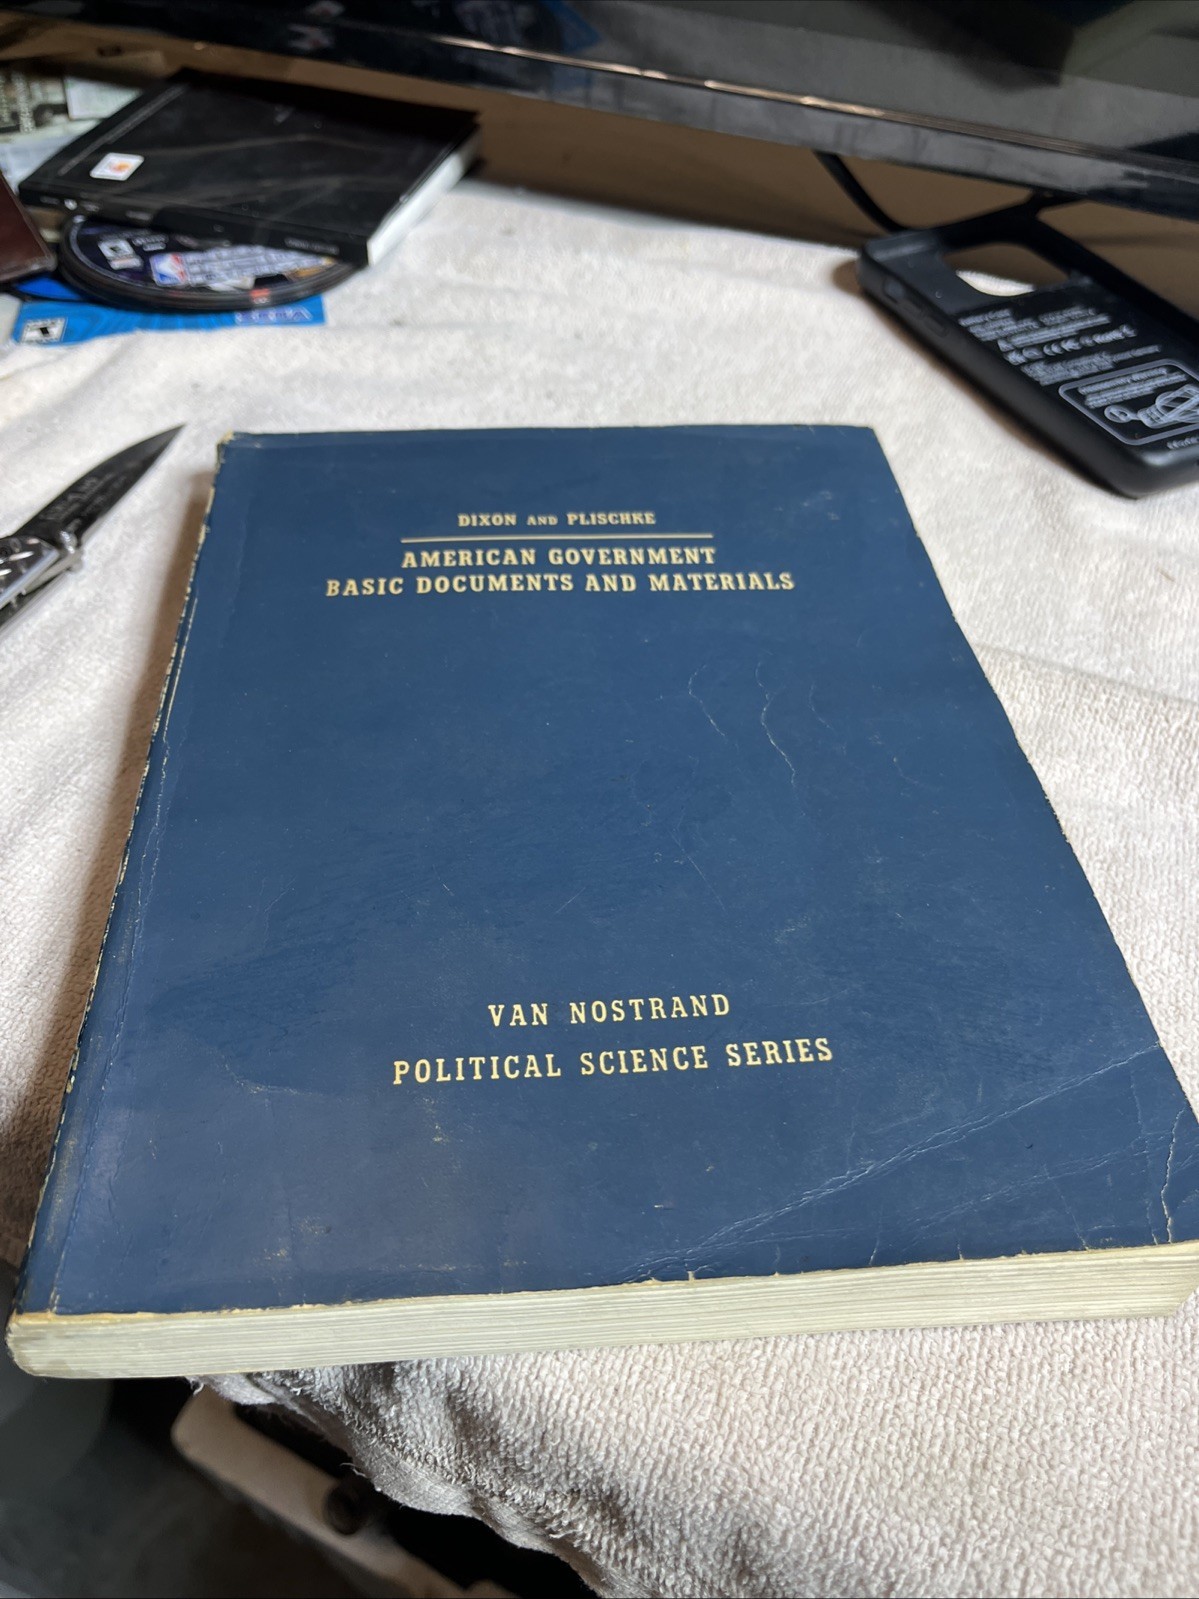 DIXON AND PLISCHKE
AMERICAN GOVERNMENT
BASIC DOCUMENTS AND MATERIALS
VAN NOSTRAND
POLITICAL SCIENCE SERIES